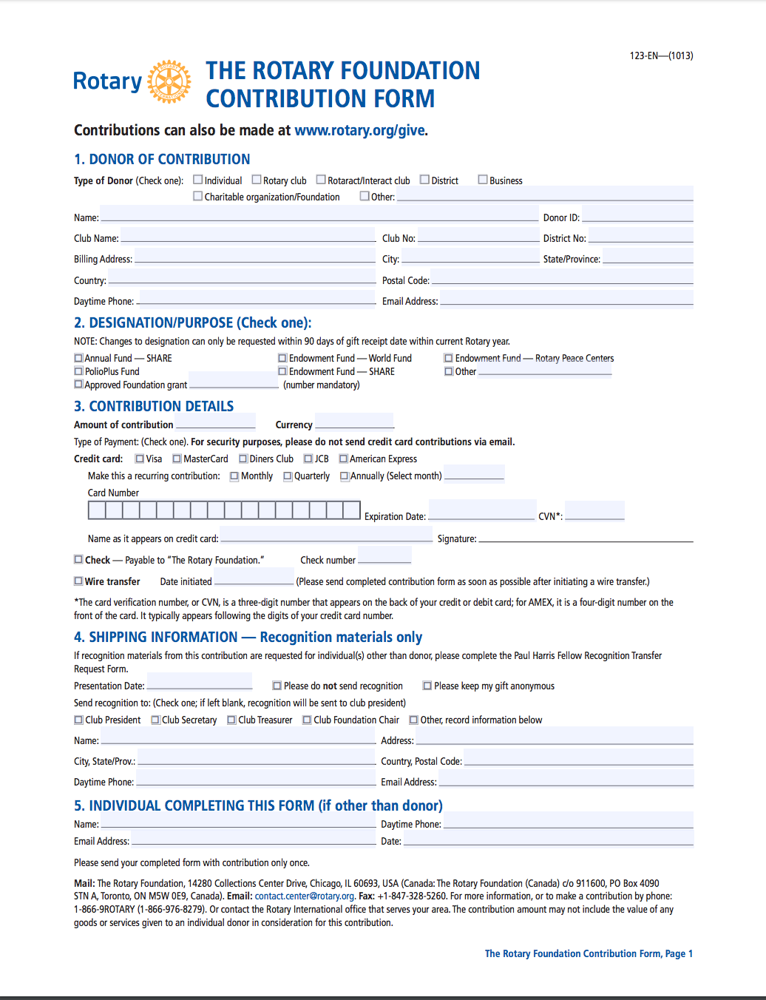 123-EN—(1013)
Rotary
ROTARY
INTERNATIONAL
THE ROTARY FOUNDATION
CONTRIBUTION FORM
Contributions can also be made at www.rotary.org/give.
1. DONOR OF CONTRIBUTION
Type of Donor (Check one): Individual Rotary club Rotaract/Interact club District Business
Charitable organization/Foundation Other:
Name: Donor ID:
Club Name: Club No: District No:
Billing Address: City: State/Province:
Country: Postal Code:
Daytime Phone: Email Address:
2. DESIGNATION/PURPOSE (Check one):
NOTE: Changes to designation can only be requested within 90 days of gift receipt date within current Rotary year.
Annual Fund — SHARE Endowment Fund — World Fund Endowment Fund — Rotary Peace Centers
PolioPlus Fund Endowment Fund — SHARE Other
Approved Foundation grant (number mandatory)
3. CONTRIBUTION DETAILS
Amount of contribution Currency
Type of Payment: (Check one). For security purposes, please do not send credit card contributions via email.
Credit card: Visa MasterCard Diners Club JCB American Express
Make this a recurring contribution: Monthly Quarterly Annually (Select month)
Card Number
Expiration Date: CVN*:
Name as it appears on credit card: Signature:
Check — Payable to “The Rotary Foundation.” Check number
Wire transfer Date initiated (Please send completed contribution form as soon as possible after initiating a wire transfer.)
*The card verification number, or CVN, is a three-digit number that appears on the back of your credit or debit card; for AMEX, it is a four-digit number on the
front of the card. It typically appears following the digits of your credit card number.
4. SHIPPING INFORMATION — Recognition materials only
If recognition materials from this contribution are requested for individual(s) other than donor, please complete the Paul Harris Fellow Recognition Transfer
Request Form.
Presentation Date: Please do not send recognition Please keep my gift anonymous
Send recognition to: (Check one; if left blank, recognition will be sent to club president)
Club President Club Secretary Club Treasurer Club Foundation Chair Other, record information below
Name: Address:
City, State/Prov.: Country, Postal Code:
Daytime Phone: Email Address:
5. INDIVIDUAL COMPLETING THIS FORM (if other than donor)
Name: Daytime Phone:
Email Address: Date:
Please send your completed form with contribution only once.
Mail: The Rotary Foundation, 14280 Collections Center Drive, Chicago, IL 60693, USA (Canada: The Rotary Foundation (Canada) c/o 911600, PO Box 4090
STN A, Toronto, ON M5W 0E9, Canada). Email: contact.center@rotary.org. Fax: +1-847-328-5260. For more information, or to make a contribution by phone:
1-866-9ROTARY (1-866-976-8279). Or contact the Rotary International office that serves your area. The contribution amount may not include the value of any
goods or services given to an individual donor in consideration for this contribution.
The Rotary Foundation Contribution Form, Page 1